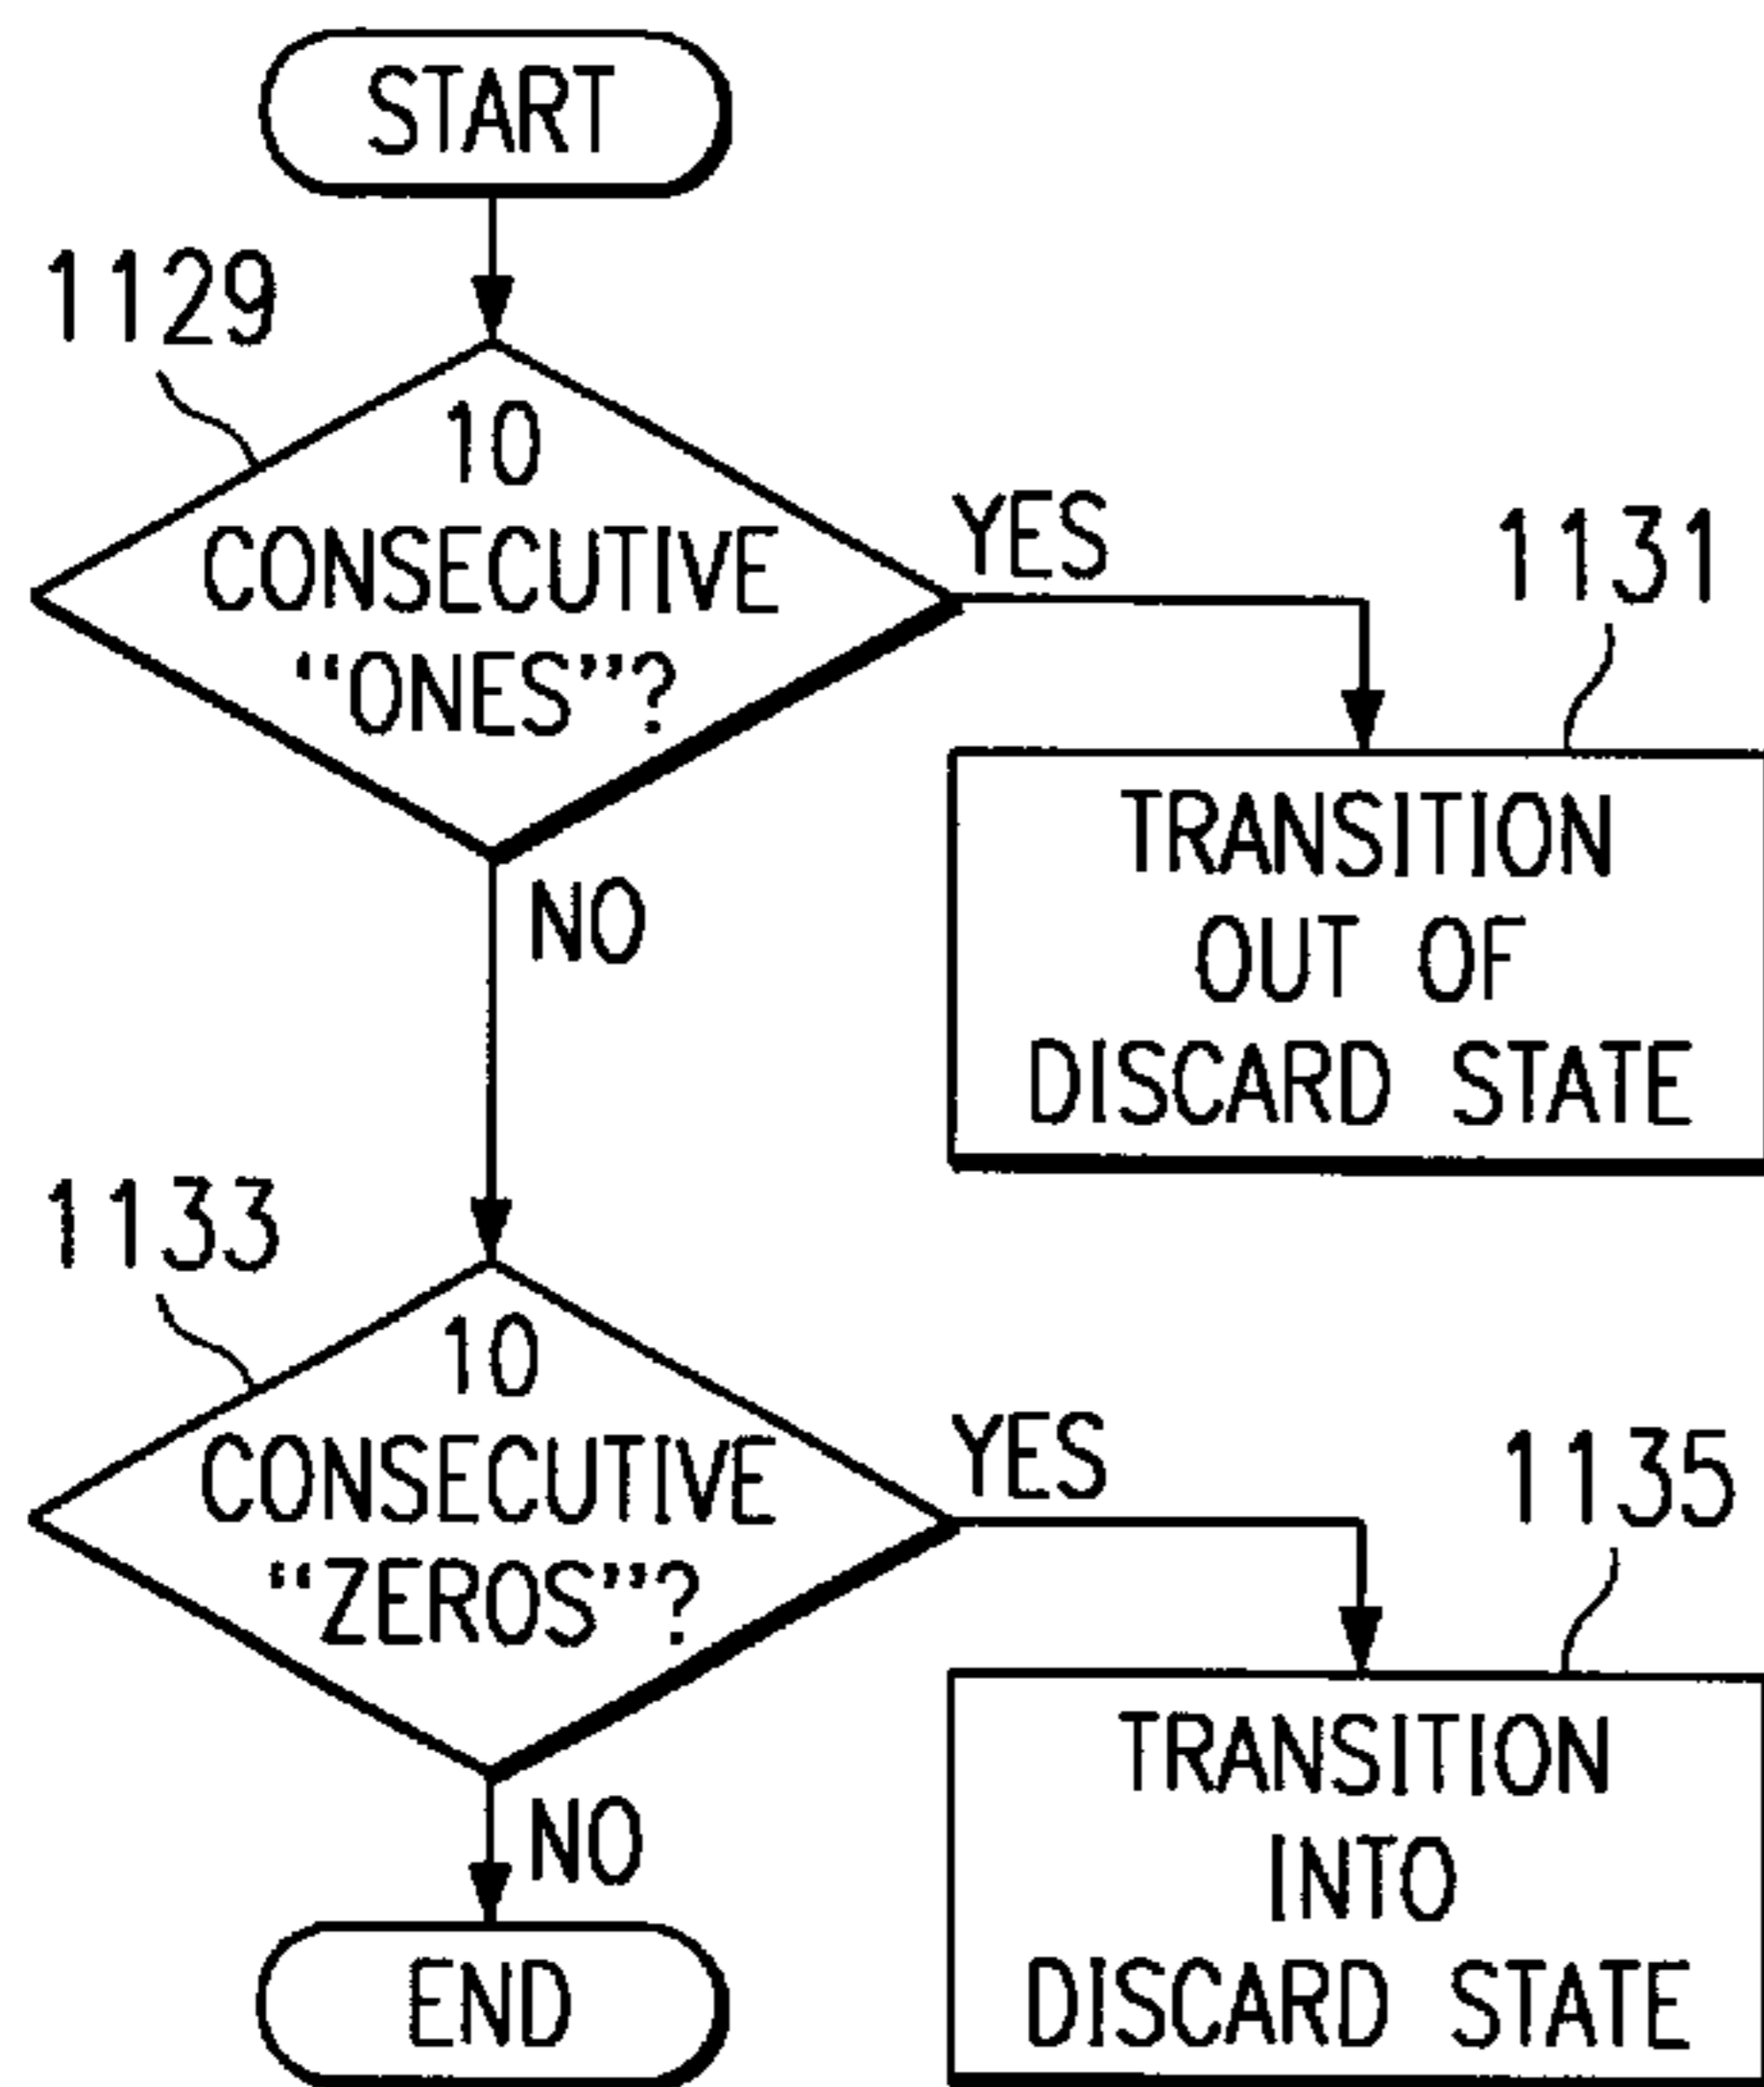 START
1129
10
CONSECUTIVE
“ONES”?
YES
1131
TRANSITION
OUT OF
DISCARD STATE
NO
1133
10
CONSECUTIVE
“ZEROS”?
YES
1135
TRANSITION
INTO
DISCARD STATE
NO
END